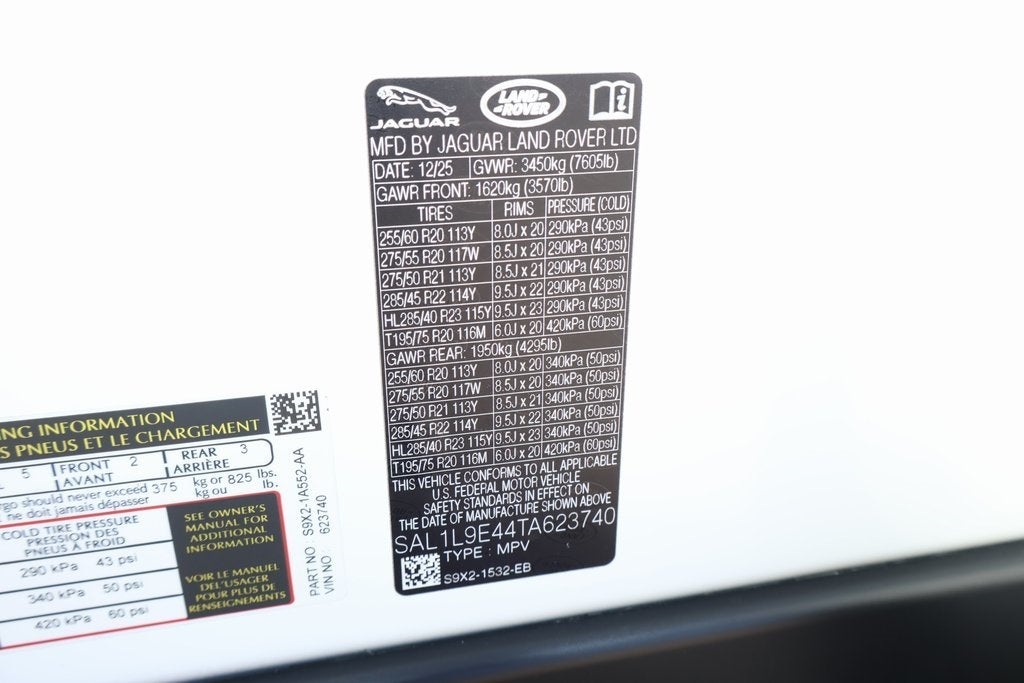 JAGUAR
LAND ROVER
MFD BY JAGUAR LAND ROVER LTD
DATE: 12/25 GVWR: 3450kg (7605lb)
GAWR FRONT: 1620kg (3570lb)
TIRES RIMS PRESSURE (COLD)
255/60 R20 113Y 8.0J x 20 290kPa (43psi)
275/55 R20 117W 8.5J x 20 290kPa (43psi)
275/50 R21 113Y 8.5J x 21 290kPa (43psi)
285/45 R22 114Y 9.5J x 22 290kPa (43psi)
HL285/40 R23 115Y 9.5J x 23 290kPa (43psi)
T195/75 R20 116M 6.0J x 20 420kPa (60psi)
GAWR REAR: 1950kg (4295lb)
255/60 R20 113Y 8.0J x 20 340kPa (50psi)
275/55 R20 117W 8.5J x 20 340kPa (50psi)
275/50 R21 113Y 8.5J x 21 340kPa (50psi)
285/45 R22 114Y 9.5J x 22 340kPa (50psi)
HL285/40 R23 115Y 9.5J x 23 340kPa (50psi)
T195/75 R20 116M 6.0J x 20 420kPa (60psi)
THIS VEHICLE CONFORMS TO ALL APPLICABLE
U.S. FEDERAL MOTOR VEHICLE
SAFETY STANDARDS IN EFFECT ON
THE DATE OF MANUFACTURE SHOWN ABOVE
SAL1L9E44TA623740
TYPE : MPV
S9X2-1532-EB
NG INFORMATION
S PNEUS ET LE CHARGEMENT
5 FRONT 2 REAR 3
AVANT ARRIÈRE
rgo should never exceed 375 kg or 825 lbs.
ne doit jamais dépasser kg ou lb.
COLD TIRE PRESSURE
PRESSION DES
PNEUS À FROID
290 kPa 43 psi
340 kPa 50 psi
420 kPa 60 psi
SEE OWNER'S
MANUAL FOR
ADDITIONAL
INFORMATION
VOIR LE MANUEL
DE L'USAGER
POUR PLUS DE
RENSEIGNEMENTS
PART NO S9X2-1A552-AA
VIN NO : 623740